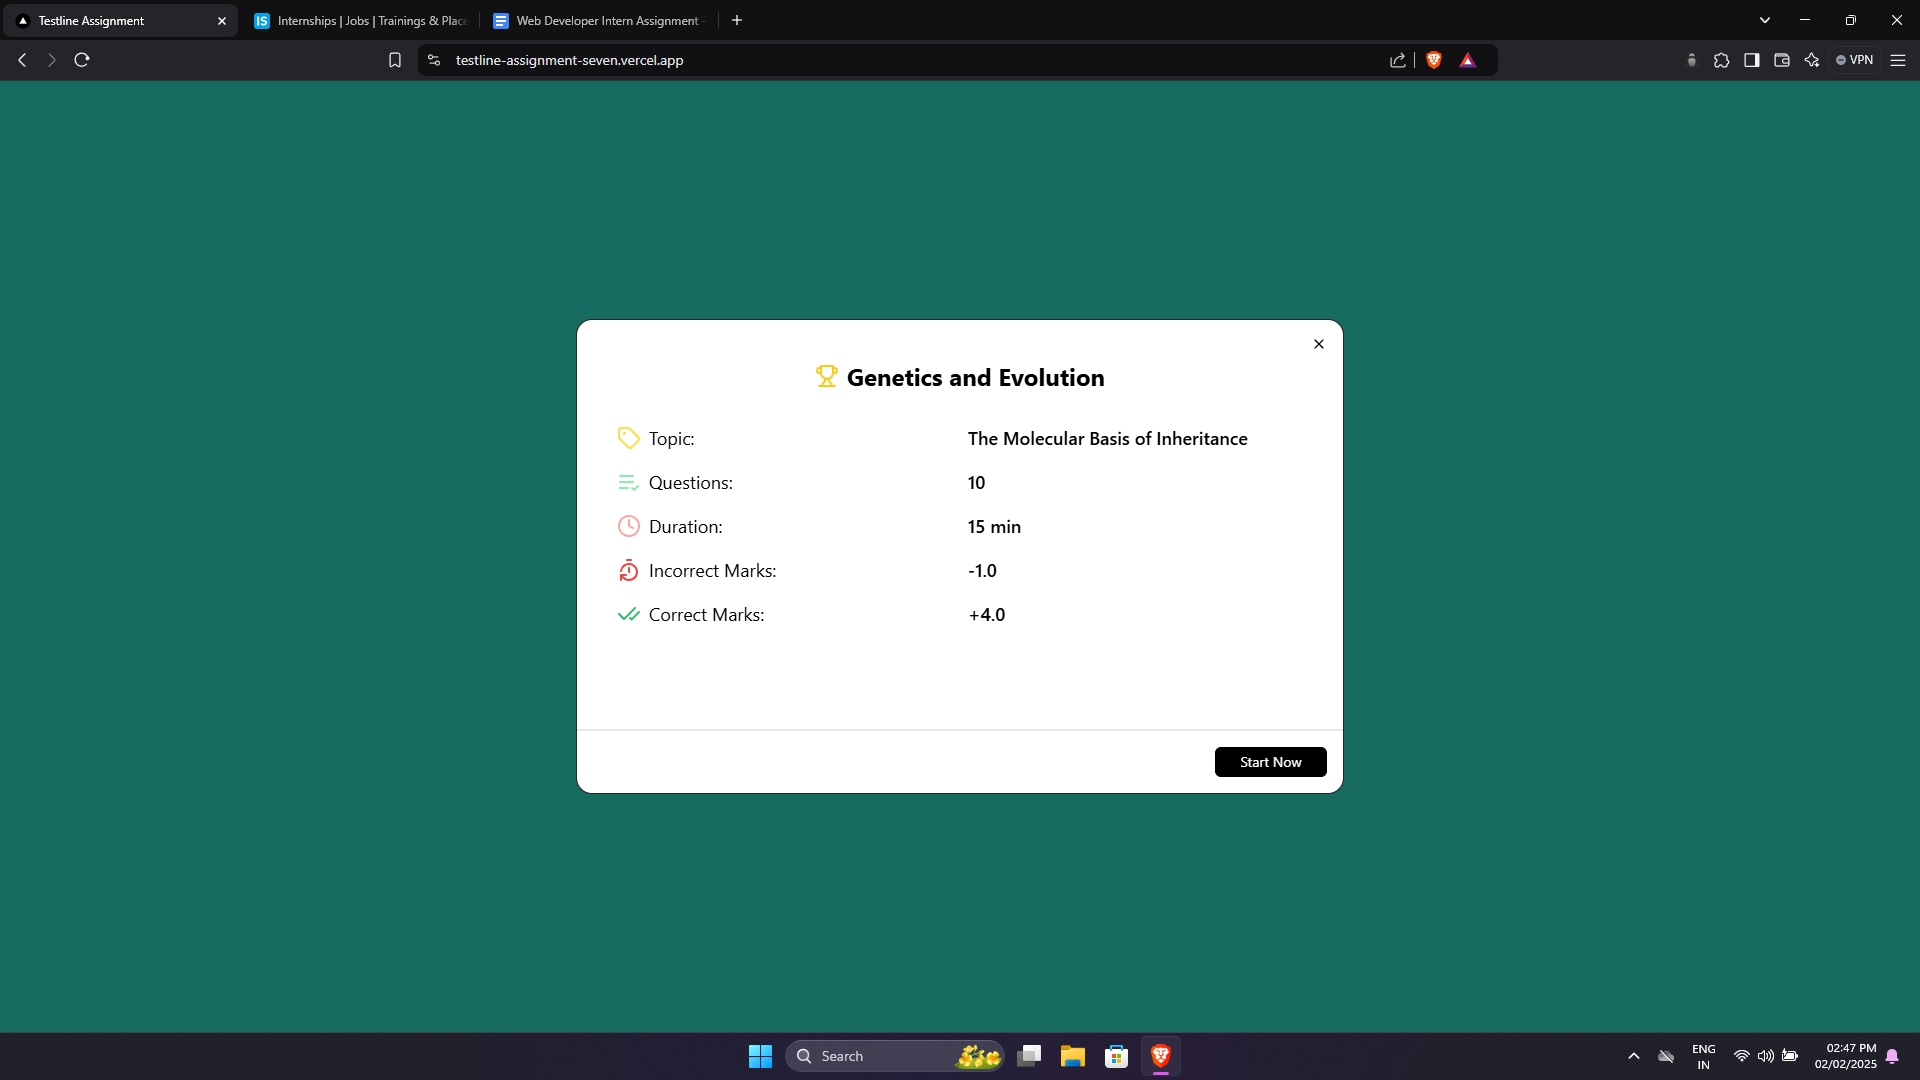 Testline Assignment
IS Internships | Jobs | Trainings & Place
Web Developer Intern Assignment -
testline-assignment-seven.vercel.app
VPN
Genetics and Evolution
Topic: The Molecular Basis of Inheritance
Questions: 10
Duration: 15 min
Incorrect Marks: -1.0
Correct Marks: +4.0
Start Now
Search
ENG
IN
02:47 PM
02/02/2025